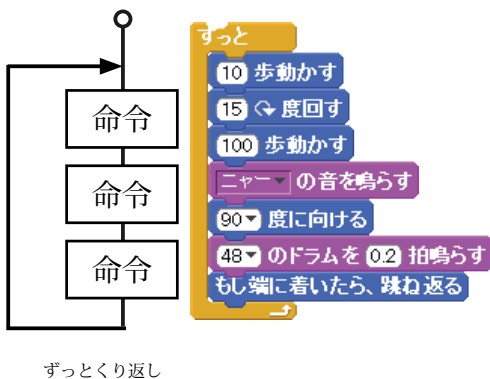 命令
命令
命令
ずっと
10 歩動かす
15 度回す
100 歩動かす
ニャー の音を鳴らす
90 度に向ける
48 のドラムを 0.2 拍鳴らす
もし端に着いたら、跳ね返る
ずっとくり返し